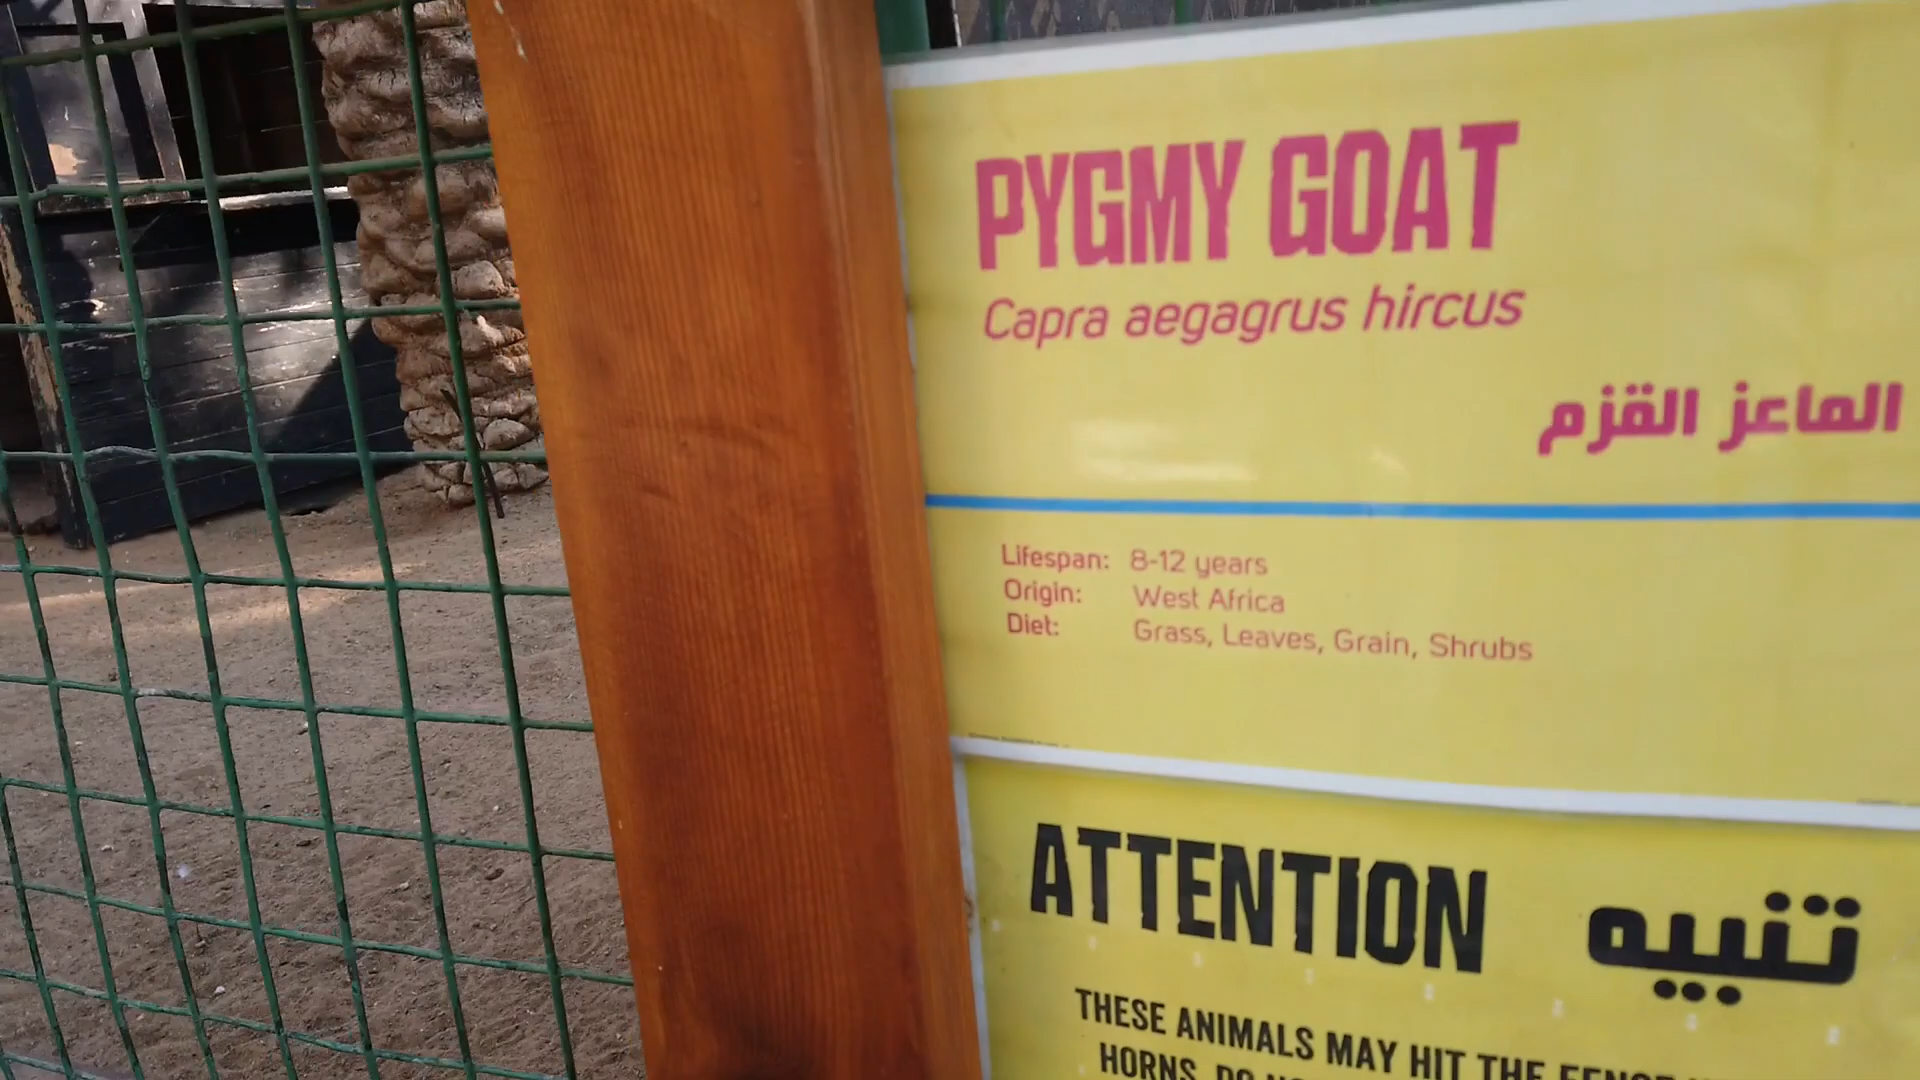 PYGMY GOAT
Capra aegagrus hircus
الماعز القزم
Lifespan: 8-12 years
Origin: West Africa
Diet: Grass, Leaves, Grain, Shrubs
ATTENTION تنبيه
THESE ANIMALS MAY HIT THE FENCE
HORNS. DO